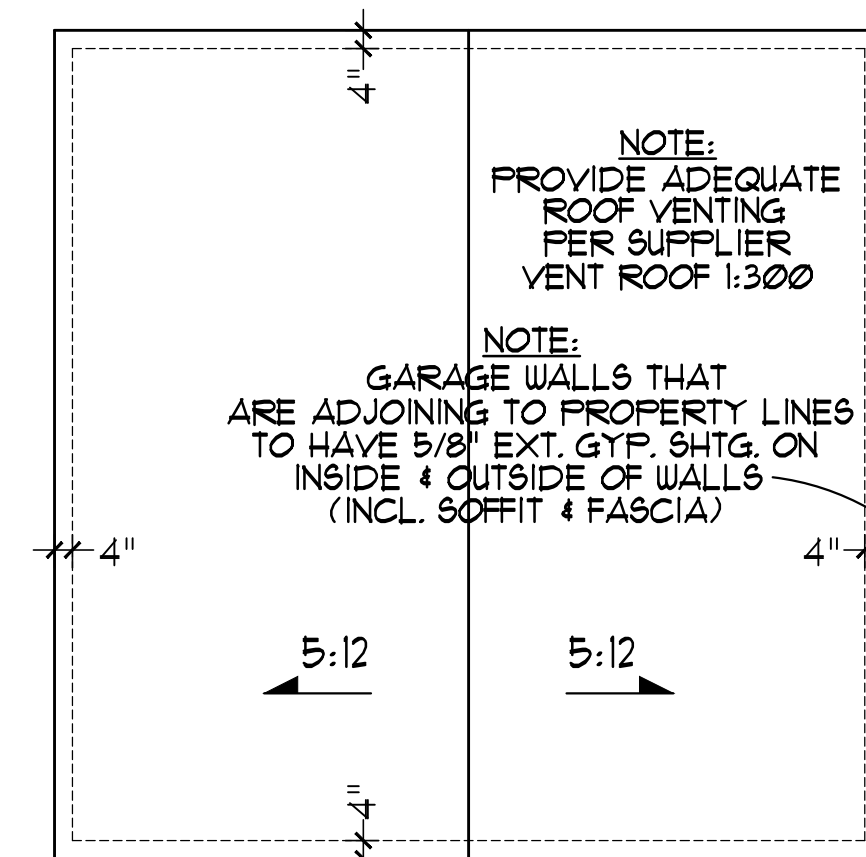 4"
NOTE:
PROVIDE ADEQUATE
ROOF VENTING
PER SUPPLIER
VENT ROOF 1:300
NOTE:
GARAGE WALLS THAT
ARE ADJOINING TO PROPERTY LINES
TO HAVE 5/8" EXT. GYP. SHTG. ON
INSIDE & OUTSIDE OF WALLS
(INCL. SOFFIT & FASCIA)
4"
4"
5:12
5:12
4"